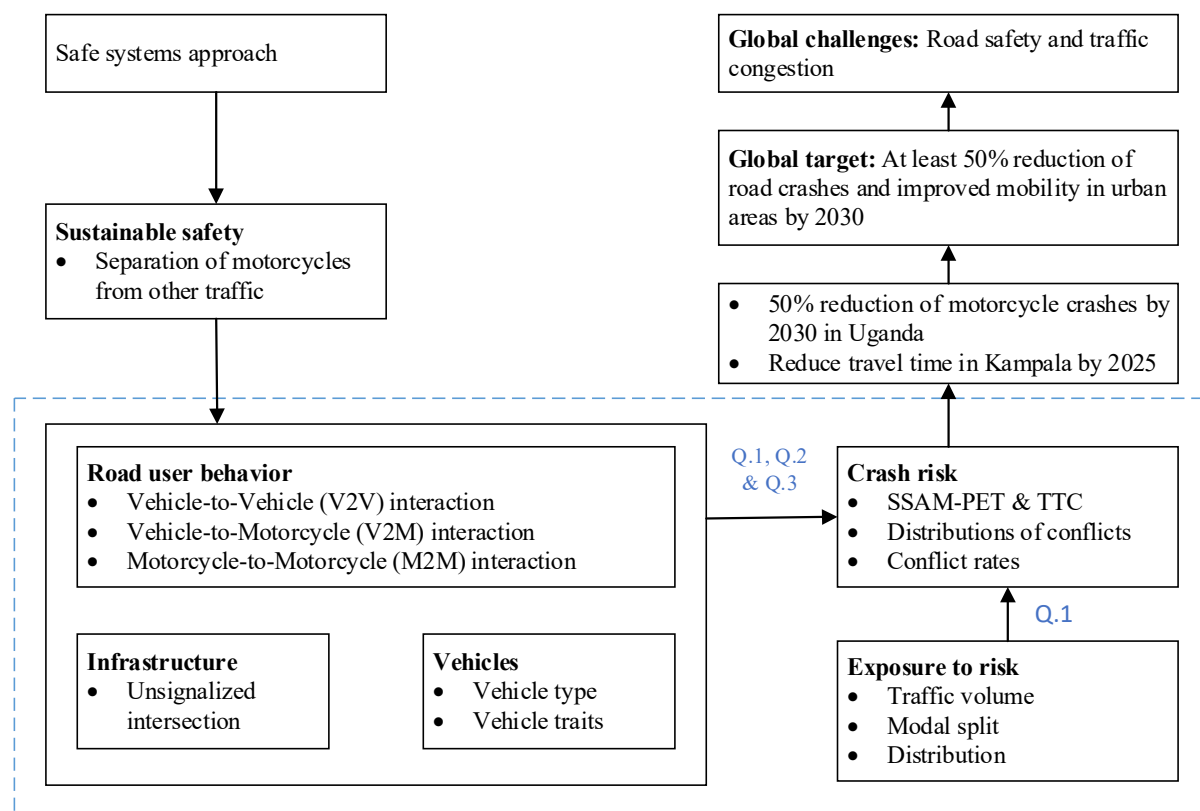 Safe systems approach
Sustainable safety
• Separation of motorcycles
from other traffic
Global challenges: Road safety and traffic
congestion
Global target: At least 50% reduction of
road crashes and improved mobility in urban
areas by 2030
• 50% reduction of motorcycle crashes by
2030 in Uganda
• Reduce travel time in Kampala by 2025
Road user behavior
• Vehicle-to-Vehicle (V2V) interaction
• Vehicle-to-Motorcycle (V2M) interaction
• Motorcycle-to-Motorcycle (M2M) interaction
Infrastructure
• Unsignalized
intersection
Vehicles
• Vehicle type
• Vehicle traits
Q.1, Q.2
& Q.3
Crash risk
• SSAM-PET & TTC
• Distributions of conflicts
• Conflict rates
Q.1
Exposure to risk
• Traffic volume
• Modal split
• Distribution